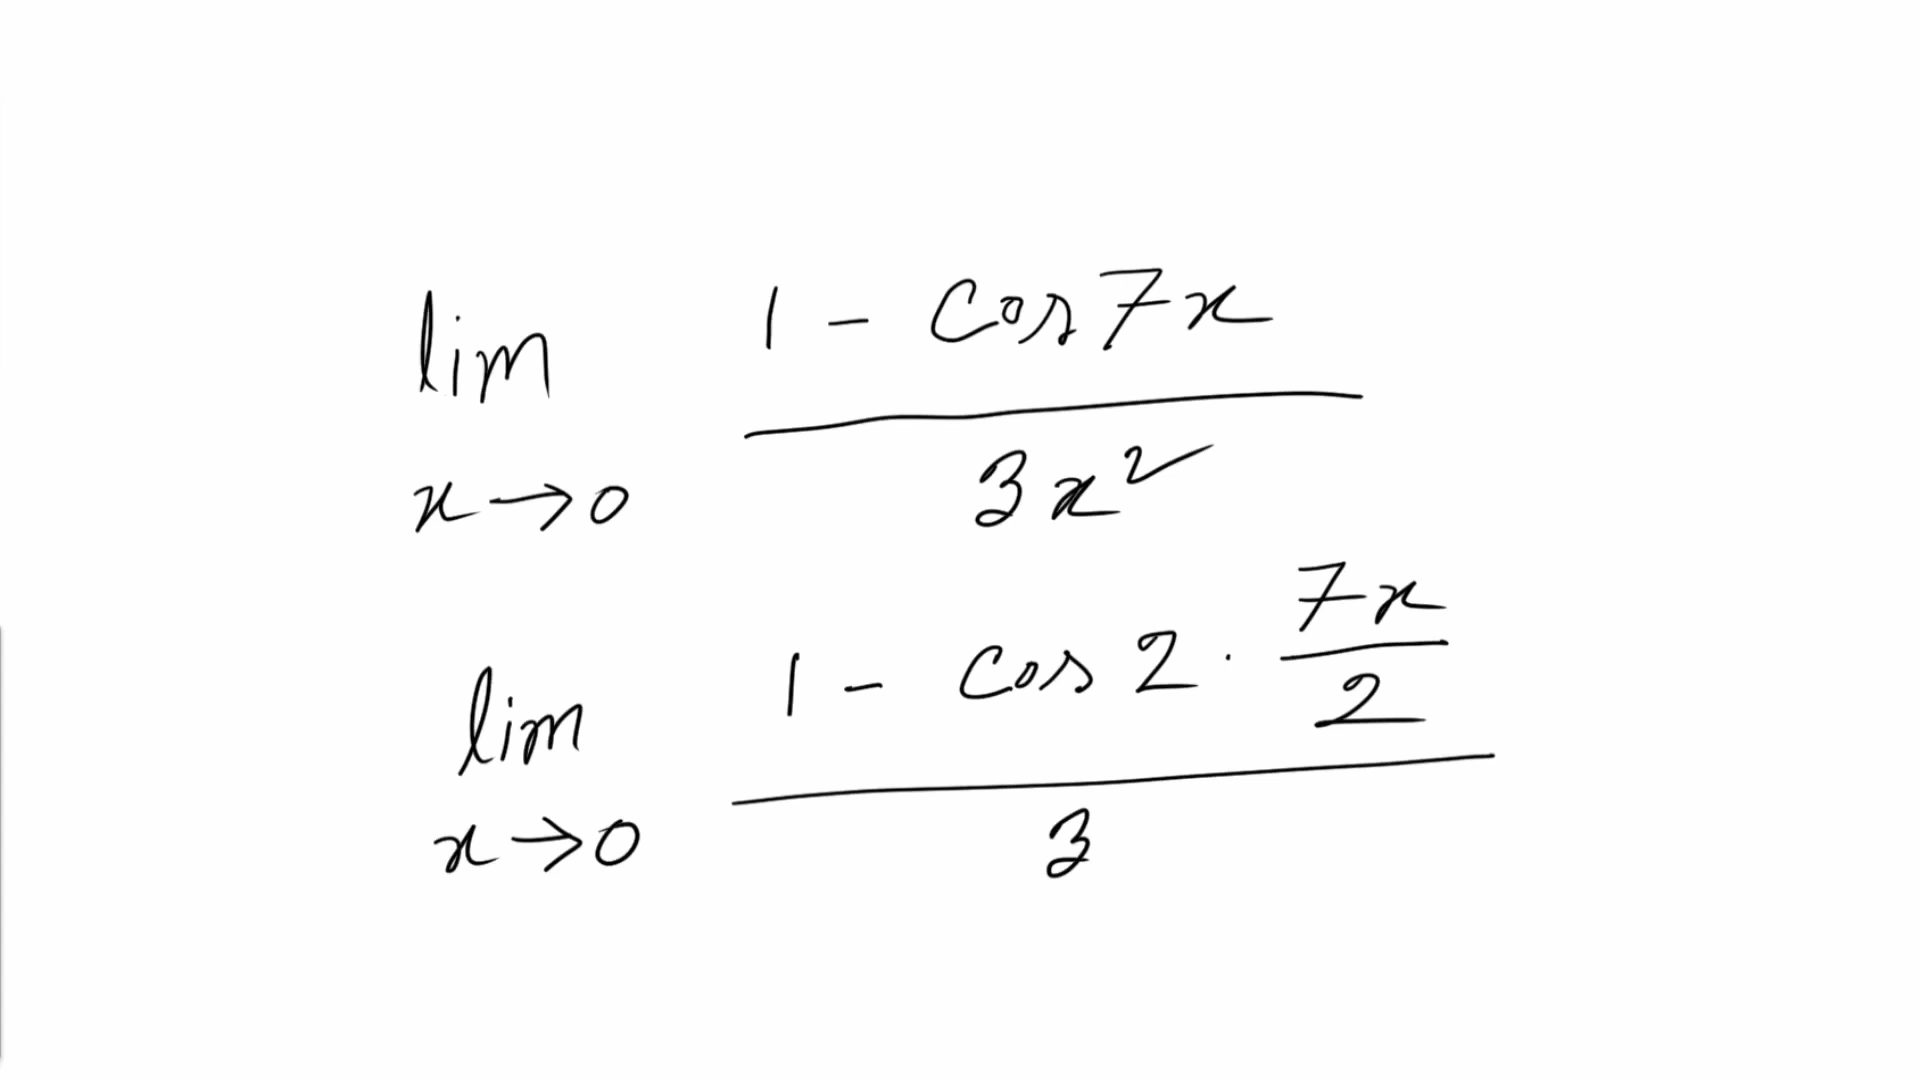 lim x→0 (1 - cos 7x) / (3x²)
lim x→0 (1 - cos 2 · 7x/2) / 3